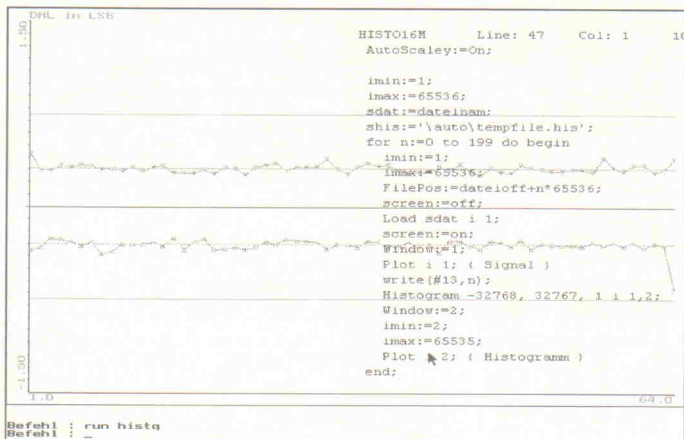 DNL in LSB
1.50
HISTO16M Line: 47 Col: 1 10
AutoScaley:=On;
imin:=1;
imax:=65536;
sdat:=dateinam;
shis:='\auto\tempfile.his';
for n:=0 to 199 do begin
imin:=1;
imax:=65536;
FilePos:=dateioff+n*65536;
screen:=off;
Load sdat i 1;
screen:=on;
Window:=1;
Plot i 1; ( Signal )
write(#13,n);
Histogram -32768, 32767, 1 i 1,2;
Window:=2;
imin:=2;
imax:=65535;
Plot 2; ( Histogramm )
end;
-1.50
1.0 64.0
Befehl : run histq
Befehl : _